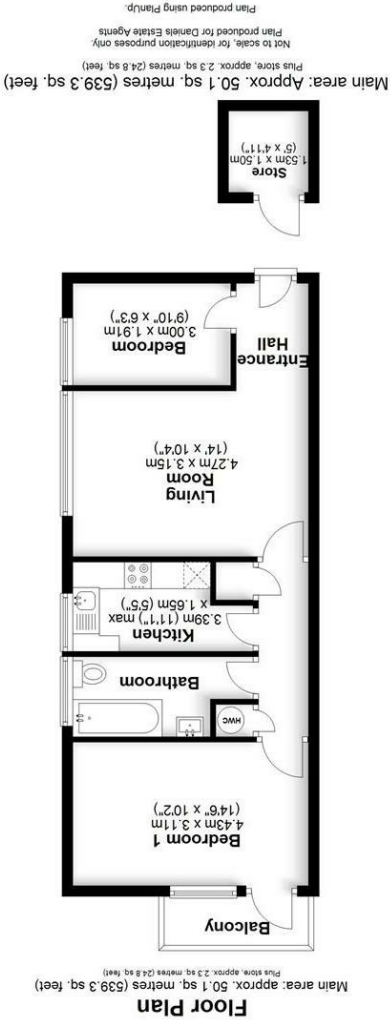 Floor Plan
Main area: approx. 50.1 sq. metres (539.3 sq. feet)
Plus store, approx. 2.3 sq. metres (24.8 sq. feet)
Balcony
Bedroom 1
4.43m x 3.11m
(14'6" x 10'2")
HWC
Bathroom
Kitchen
3.39m (11'1") max
x 1.65m (5'5")
Living
Room
4.27m x 3.15m
(14' x 10'4")
Entrance
Hall
Bedroom
3.00m x 1.91m
(9'10" x 6'3")
Store
1.53m x 1.50m
(5' x 4'11")
Main area: Approx. 50.1 sq. metres (539.3 sq. feet)
Plus store, approx. 2.3 sq. metres (24.8 sq. feet)
Not to scale, for identification purposes only.
Plan produced for Daniels Estate Agents
Plan produced using PlanUp.